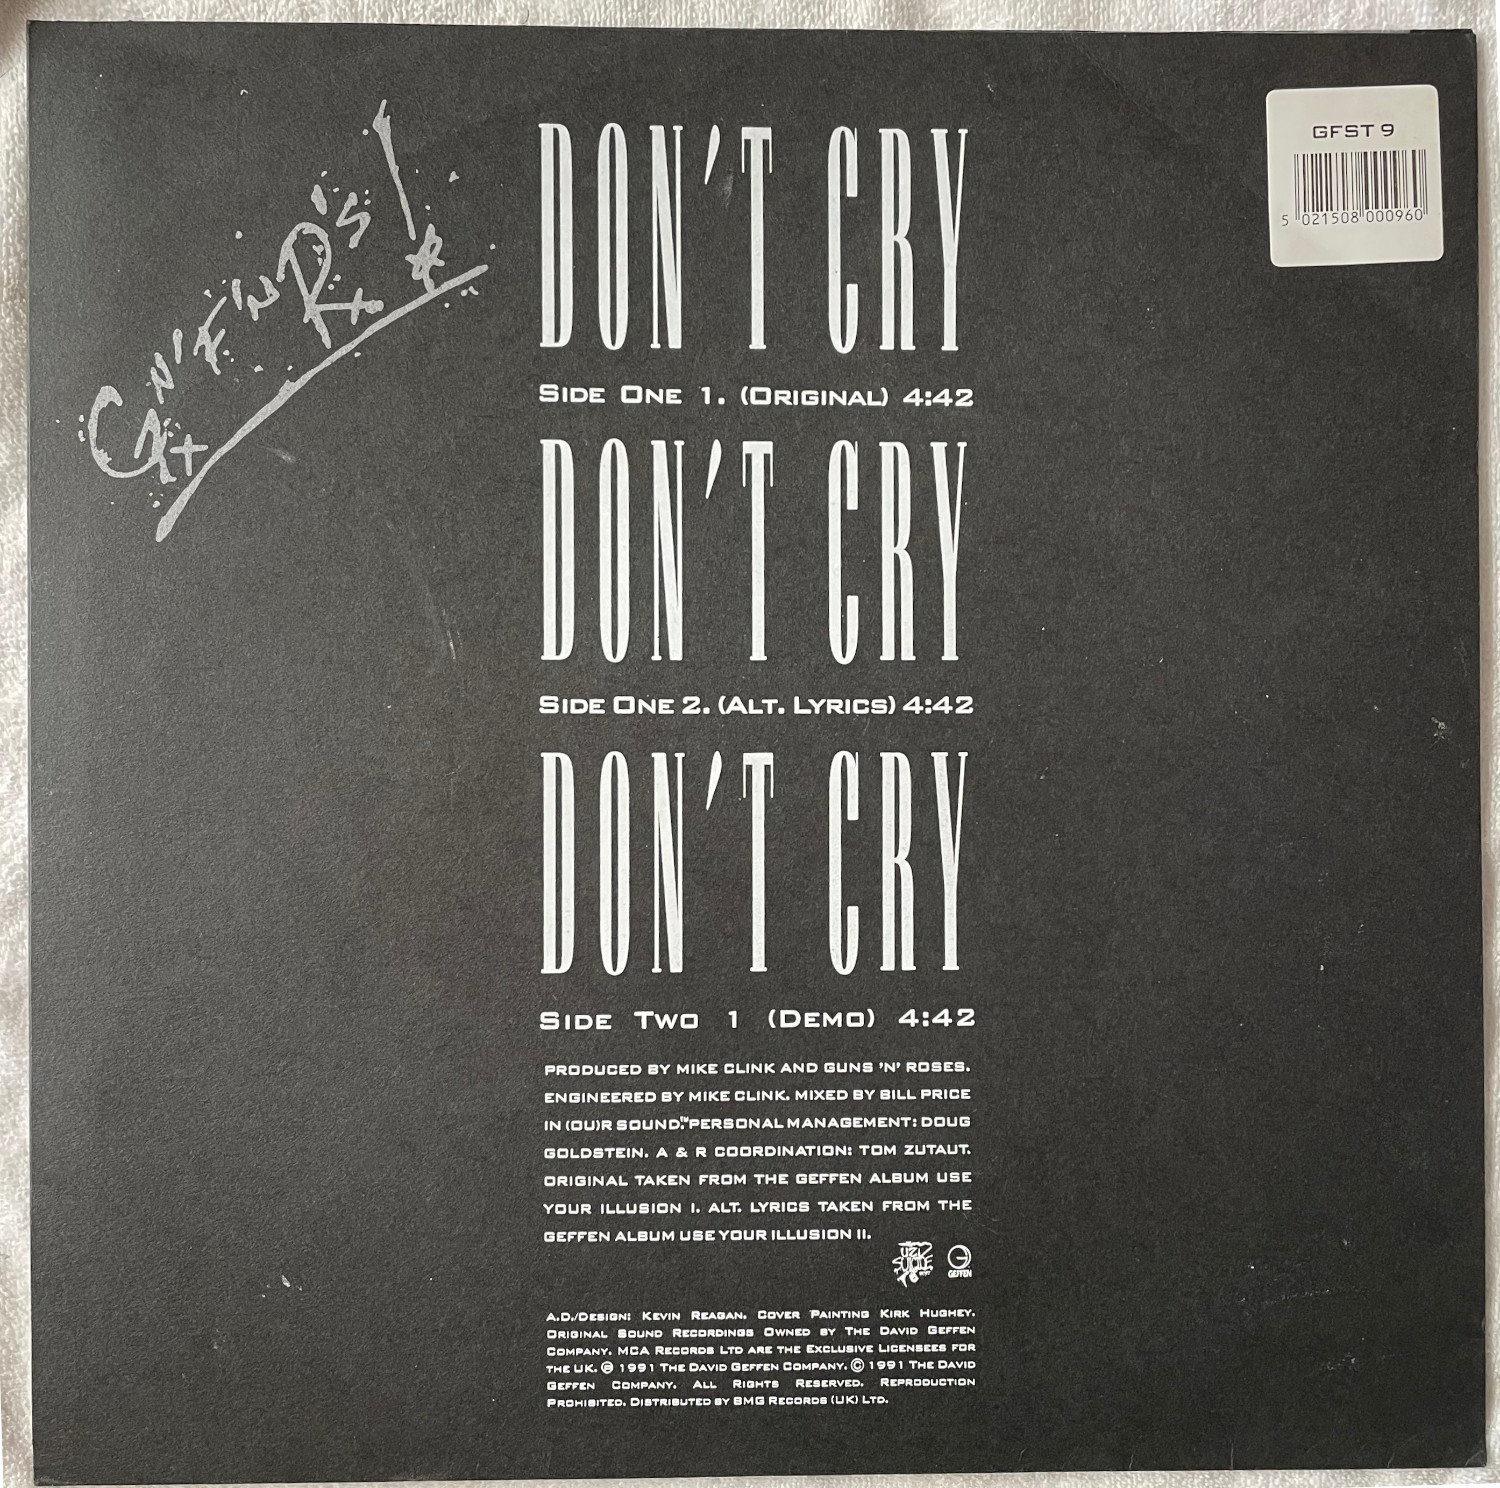 G N' F' N R's!
DON'T CRY
SIDE ONE 1. (ORIGINAL) 4:42
DON'T CRY
SIDE ONE 2. (ALT. LYRICS) 4:42
DON'T CRY
SIDE TWO 1 (DEMO) 4:42
PRODUCED BY MIKE CLINK AND GUNS 'N' ROSES.
ENGINEERED BY MIKE CLINK. MIXED BY BILL PRICE
IN (OU)R SOUND.™ PERSONAL MANAGEMENT: DOUG
GOLDSTEIN. A & R COORDINATION: TOM ZUTAUT.
ORIGINAL TAKEN FROM THE GEFFEN ALBUM USE
YOUR ILLUSION I. ALT. LYRICS TAKEN FROM THE
GEFFEN ALBUM USE YOUR ILLUSION II.
UZI
SUICIDE
GEFFEN
A.D./DESIGN: KEVIN REAGAN. COVER PAINTING KIRK HUGHEY.
ORIGINAL SOUND RECORDINGS OWNED BY THE DAVID GEFFEN
COMPANY. MCA RECORDS LTD ARE THE EXCLUSIVE LICENSEES FOR
THE UK. ℗ 1991 THE DAVID GEFFEN COMPANY. © 1991 THE DAVID
GEFFEN COMPANY. ALL RIGHTS RESERVED. REPRODUCTION
PROHIBITED. DISTRIBUTED BY BMG RECORDS (UK) LTD.
GFST 9
5 021508 000960